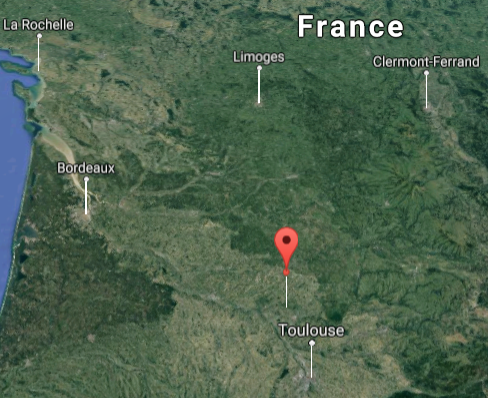 La Rochelle
France
Limoges
Clermont-Ferrand
Bordeaux
Toulouse